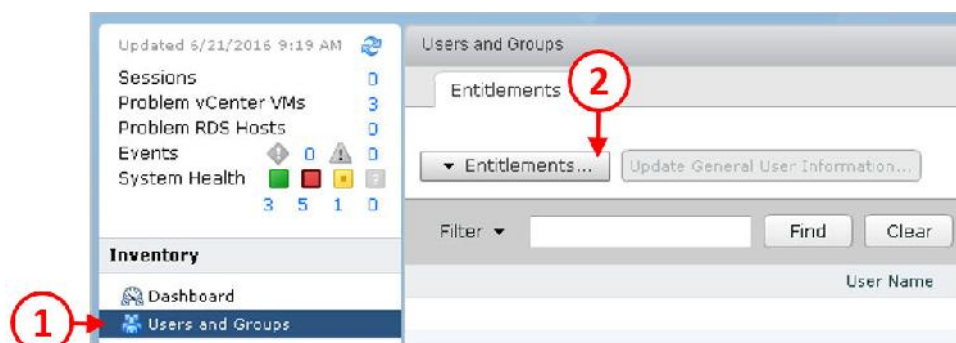 Updated 6/21/2016 9:19 AM
Sessions 0
Problem vCenter VMs 3
Problem RDS Hosts 0
Events 0 0
System Health
3 5 1 0
Inventory
Dashboard
1
Users and Groups
Users and Groups
Entitlements
2
Entitlements...
Update General User Information...
Filter
Find
Clear
User Name